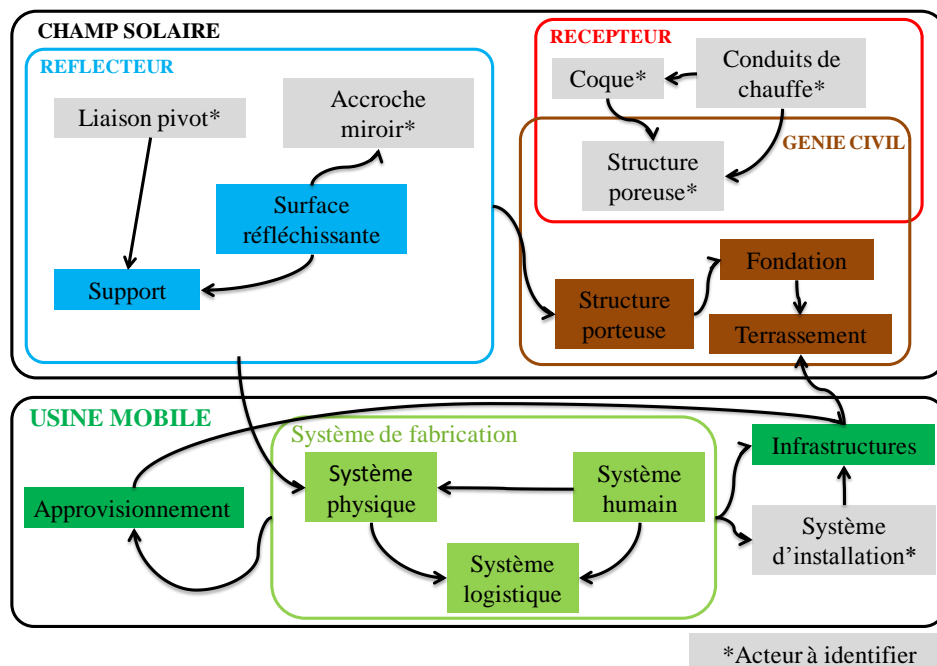 CHAMP SOLAIRE
REFLECTEUR
Liaison pivot*
Accroche
miroir*
Surface
réfléchissante
Support
RECEPTEUR
Coque*
Conduits de
chauffe*
GENIE CIVIL
Structure
poreuse*
Fondation
Structure
porteuse
Terrassement
USINE MOBILE
Système de fabrication
Système
physique
Système
humain
Système
logistique
Approvisionnement
Infrastructures
Système
d'installation*
*Acteur à identifier